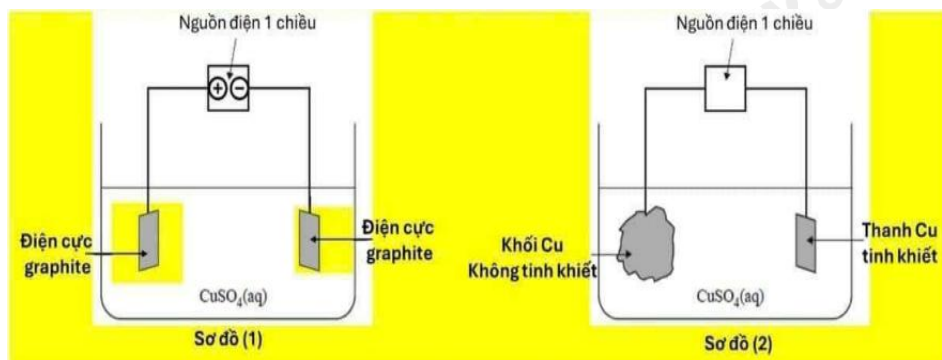 Nguồn điện 1 chiều
+ −
Điện cực
graphite
Điện cực
graphite
CuSO₄(aq)
Sơ đồ (1)
Nguồn điện 1 chiều
Khối Cu
Không tinh khiết
Thanh Cu
tinh khiết
CuSO₄(aq)
Sơ đồ (2)